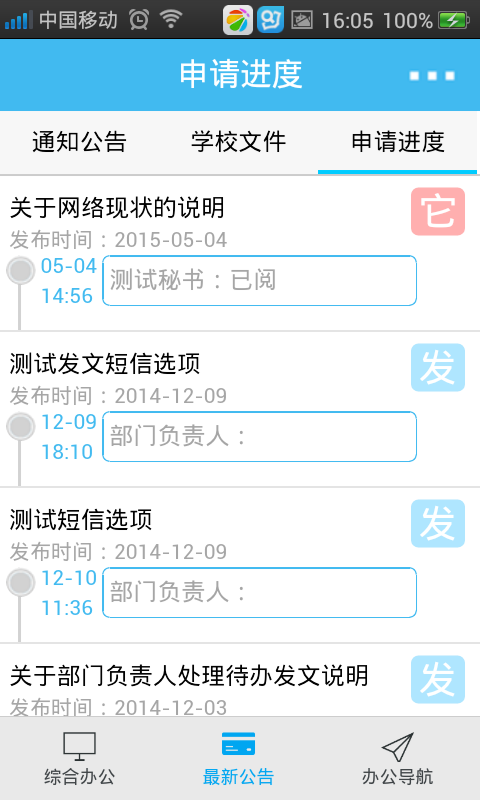 中国移动 16:05 100%
申请进度
通知公告 学校文件 申请进度
关于网络现状的说明 它
发布时间：2015-05-04
05-04 测试秘书：已阅
14:56
测试发文短信选项 发
发布时间：2014-12-09
12-09 部门负责人：
18:10
测试短信选项 发
发布时间：2014-12-09
12-10 部门负责人：
11:36
关于部门负责人处理待办发文说明 发
发布时间：2014-12-03
综合办公 最新公告 办公导航